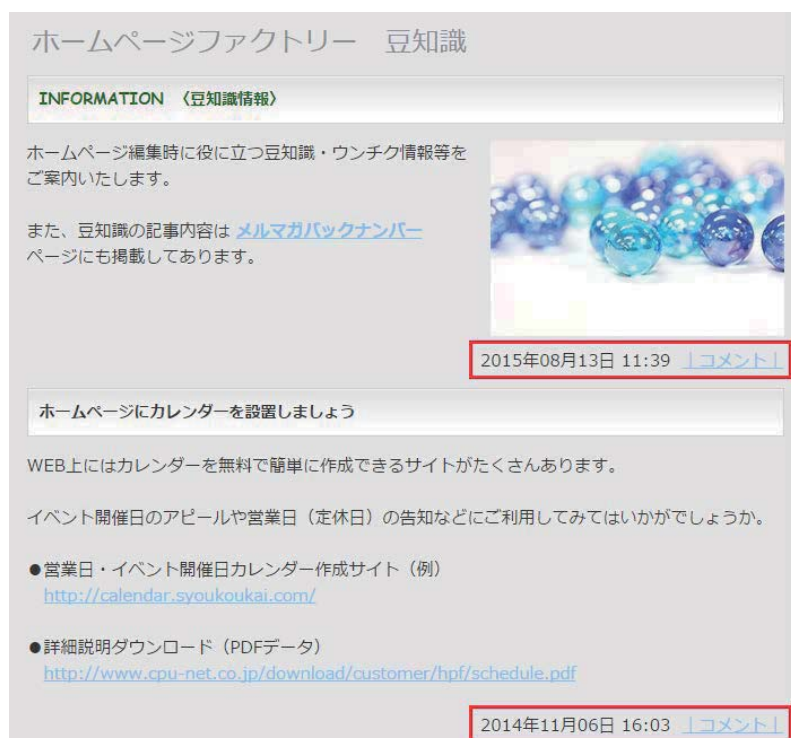 ホームページファクトリー　豆知識
INFORMATION 〈豆知識情報〉
ホームページ編集時に役に立つ豆知識・ウンチク情報等を
ご案内いたします。
また、豆知識の記事内容は メルマガバックナンバー
ページにも掲載してあります。
2015年08月13日 11:39 ｜コメント｜
ホームページにカレンダーを設置しましょう
WEB上にはカレンダーを無料で簡単に作成できるサイトがたくさんあります。
イベント開催日のアピールや営業日（定休日）の告知などにご利用してみてはいかがでしょうか。
●営業日・イベント開催日カレンダー作成サイト（例）
http://calendar.syoukoukai.com/
●詳細説明ダウンロード（PDFデータ）
http://www.cpu-net.co.jp/download/customer/hpf/schedule.pdf
2014年11月06日 16:03 ｜コメント｜